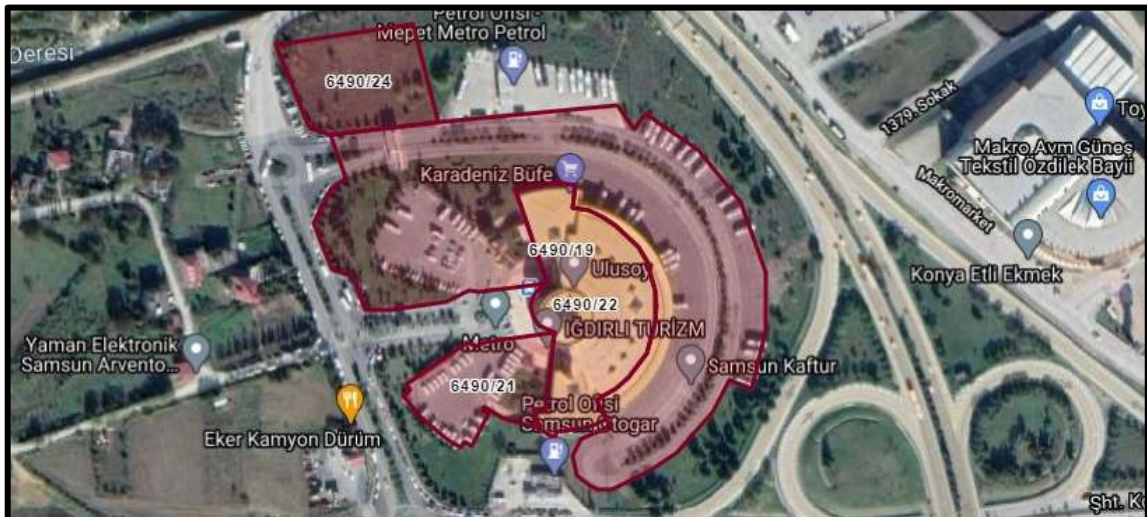 Petrol Ofisi -
Mepet Metro Petrol
Deresi
6490/24
1379. Sokak
Toy
Makro Avm Güneş
Tekstil Özdilek Bayii
Karadeniz Büfe
Makromarket
6490/19
Ulusoy
Konya Etli Ekmek
6490/22
IĞDIRLI TURİZM
Yaman Elektronik
Samsun Arvento...
Metro
Samsun Kaftur
6490/21
Petrol Ofisi
Samsun Otogar
Eker Kamyon Dürüm
Şht. K